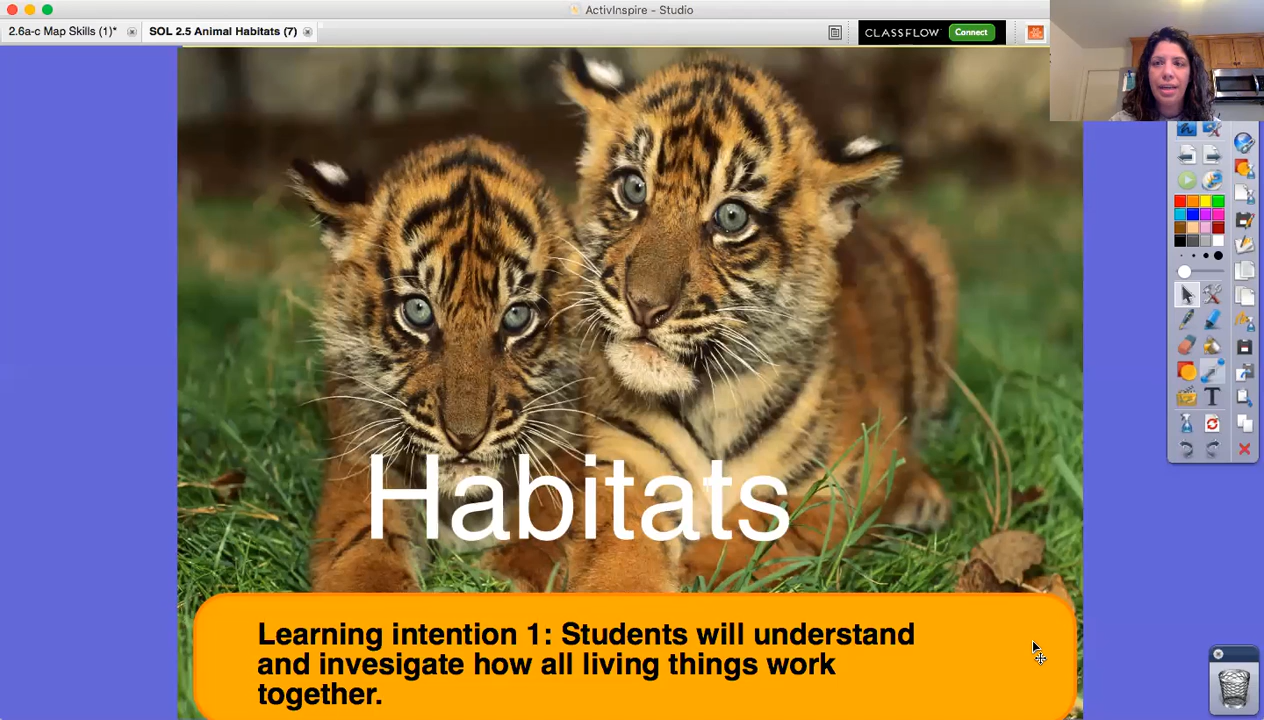 ActivInspire - Studio
2.6a-c Map Skills (1)*
SOL 2.5 Animal Habitats (7)
CLASSFLOW Connect
Habitats
Learning intention 1: Students will understand
and invesigate how all living things work
together.
T